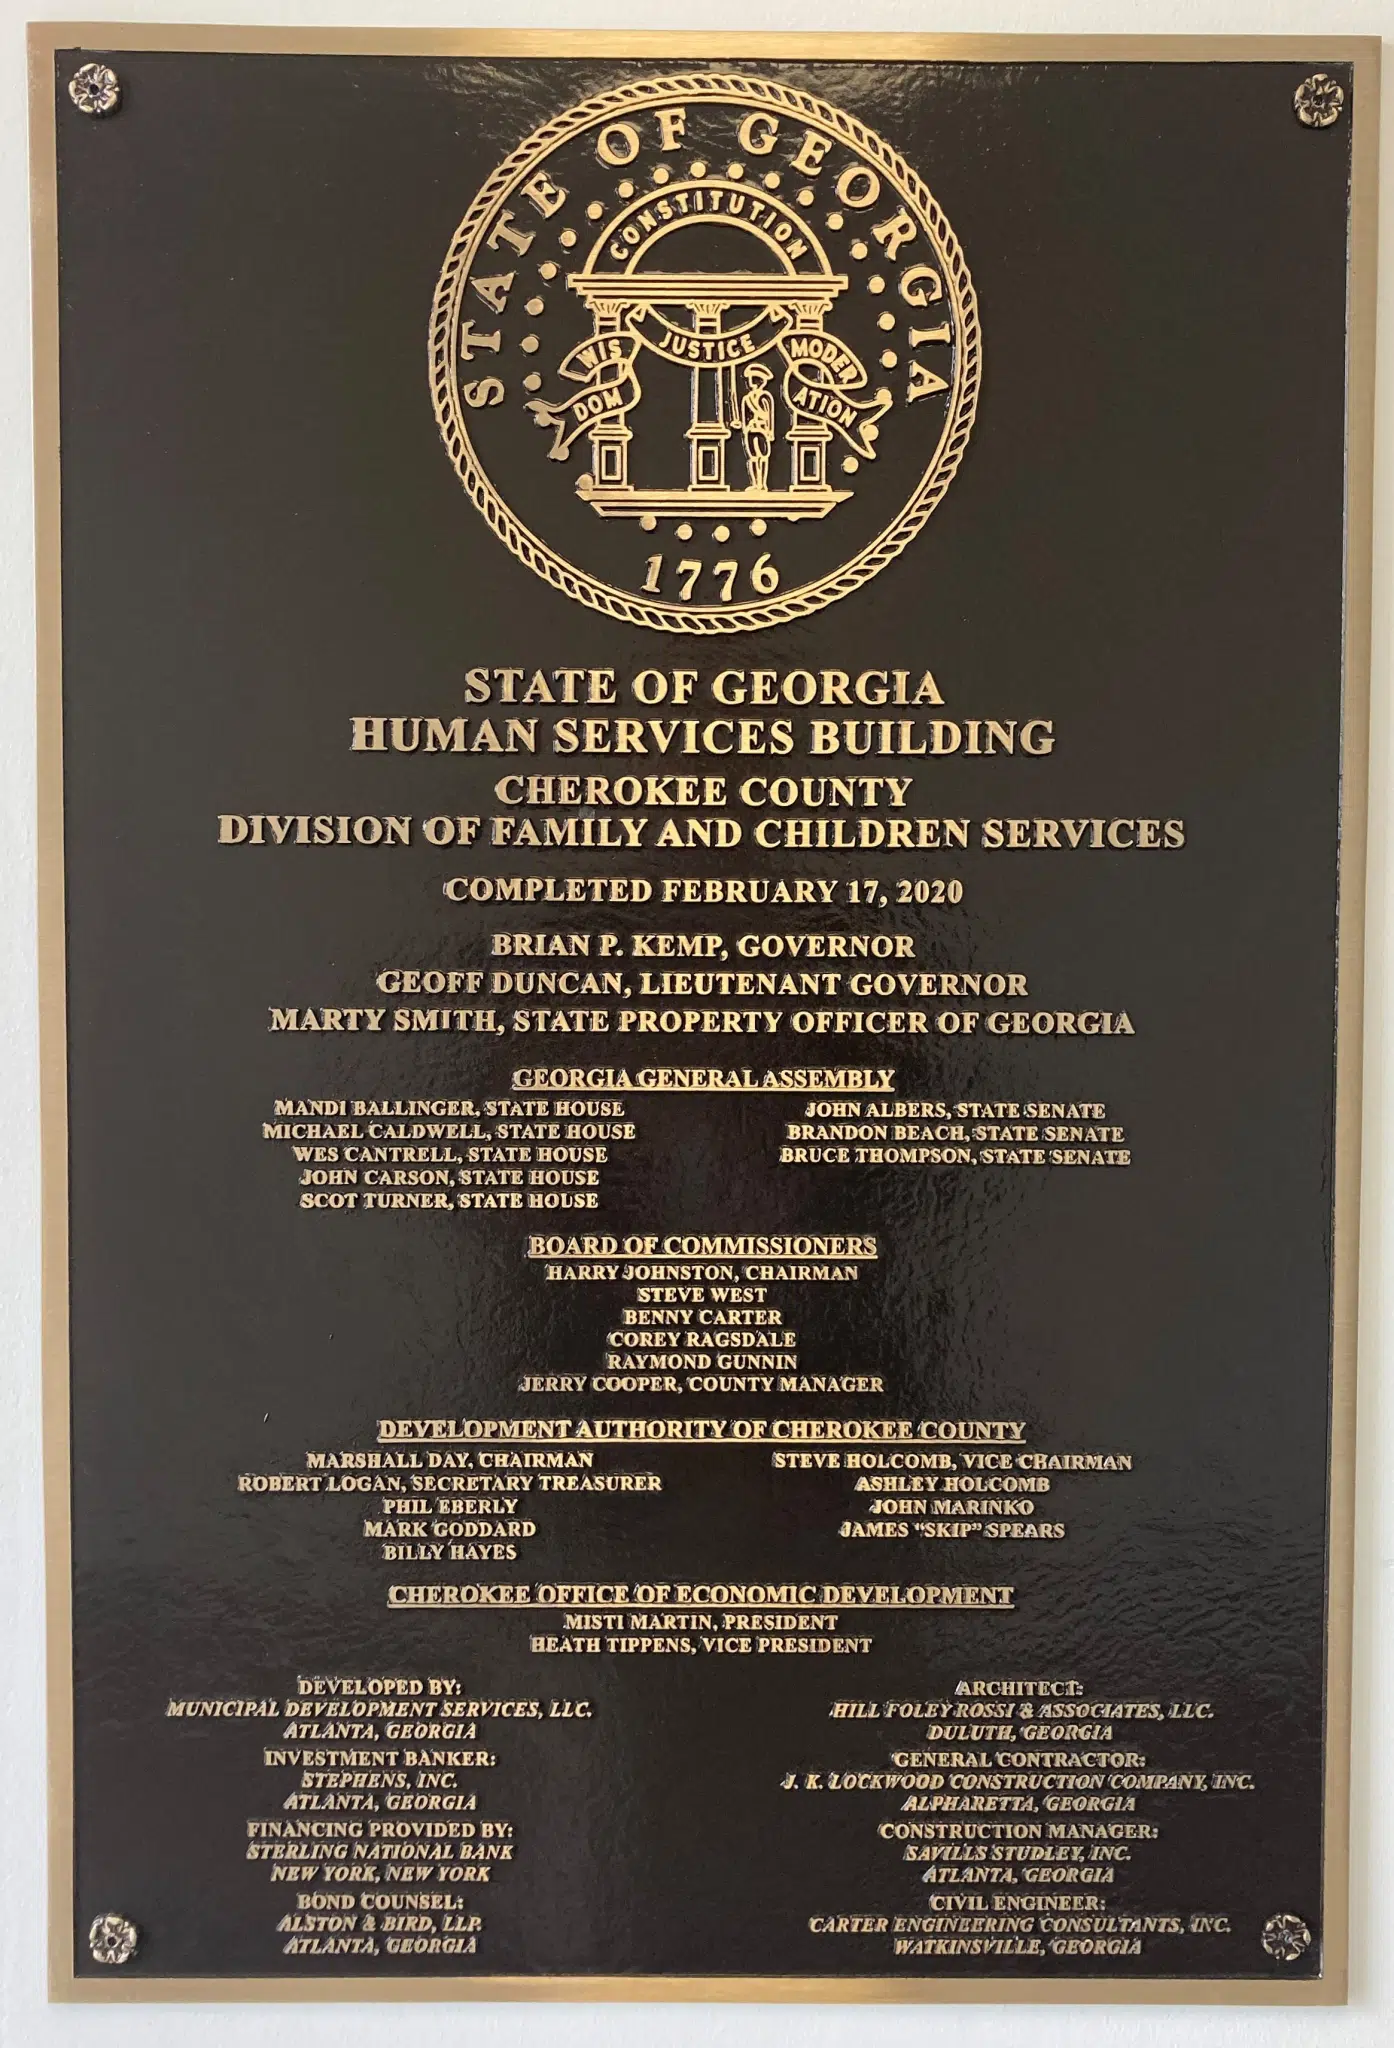 STATE OF GEORGIA
CONSTITUTION
WIS
DOM
JUSTICE
MODER
ATION
1776
STATE OF GEORGIA
HUMAN SERVICES BUILDING
CHEROKEE COUNTY
DIVISION OF FAMILY AND CHILDREN SERVICES
COMPLETED FEBRUARY 17, 2020
BRIAN P. KEMP, GOVERNOR
GEOFF DUNCAN, LIEUTENANT GOVERNOR
MARTY SMITH, STATE PROPERTY OFFICER OF GEORGIA
GEORGIA GENERAL ASSEMBLY
MANDI BALLINGER, STATE HOUSE
MICHAEL CALDWELL, STATE HOUSE
WES CANTRELL, STATE HOUSE
JOHN CARSON, STATE HOUSE
SCOT TURNER, STATE HOUSE
JOHN ALBERS, STATE SENATE
BRANDON BEACH, STATE SENATE
BRUCE THOMPSON, STATE SENATE
BOARD OF COMMISSIONERS
HARRY JOHNSTON, CHAIRMAN
STEVE WEST
BENNY CARTER
COREY RAGSDALE
RAYMOND GUNNIN
JERRY COOPER, COUNTY MANAGER
DEVELOPMENT AUTHORITY OF CHEROKEE COUNTY
MARSHALL DAY, CHAIRMAN
ROBERT LOGAN, SECRETARY TREASURER
PHIL EBERLY
MARK GODDARD
BILLY HAYES
STEVE HOLCOMB, VICE CHAIRMAN
ASHLEY HOLCOMB
JOHN MARINKO
JAMES “SKIP” SPEARS
CHEROKEE OFFICE OF ECONOMIC DEVELOPMENT
MISTI MARTIN, PRESIDENT
HEATH TIPPENS, VICE PRESIDENT
DEVELOPED BY:
MUNICIPAL DEVELOPMENT SERVICES, LLC.
ATLANTA, GEORGIA
INVESTMENT BANKER:
STEPHENS, INC.
ATLANTA, GEORGIA
FINANCING PROVIDED BY:
STERLING NATIONAL BANK
NEW YORK, NEW YORK
BOND COUNSEL:
ALSTON & BIRD, LLP.
ATLANTA, GEORGIA
ARCHITECT:
HILL FOLEY ROSSI & ASSOCIATES, LLC.
DULUTH, GEORGIA
GENERAL CONTRACTOR:
J. K. LOCKWOOD CONSTRUCTION COMPANY, INC.
ALPHARETTA, GEORGIA
CONSTRUCTION MANAGER:
SAVILLS STUDLEY, INC.
ATLANTA, GEORGIA
CIVIL ENGINEER:
CARTER ENGINEERING CONSULTANTS, INC.
WATKINSVILLE, GEORGIA